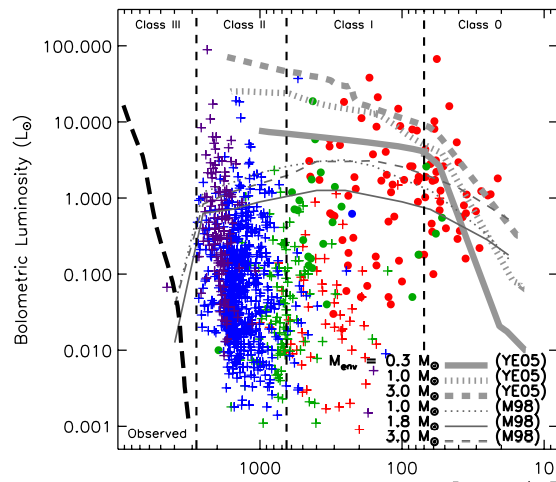 Class III Class II Class I Class 0
100.000
10.000
1.000
0.100
0.010
0.001
Bolometric Luminosity (L⊙)
M_env = 0.3 M⊙ (YE05)
1.0 M⊙ (YE05)
3.0 M⊙ (YE05)
1.0 M⊙ (M98)
1.8 M⊙ (M98)
3.0 M⊙ (M98)
Observed
1000 100 10